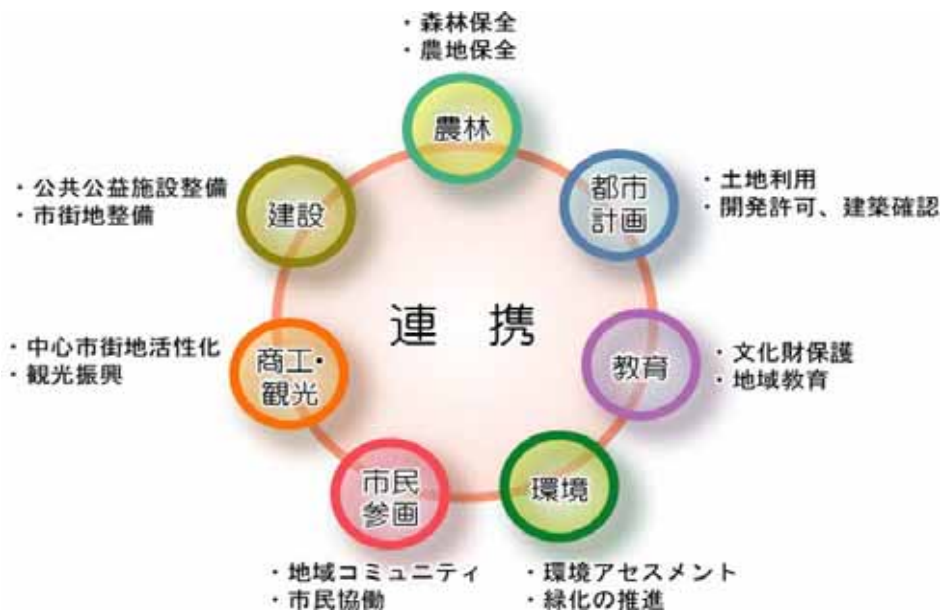 ・森林保全
・農地保全
農林
都市
計画
・土地利用
・開発許可、建築確認
教育
・文化財保護
・地域教育
環境
・環境アセスメント
・緑化の推進
市民
参画
・地域コミュニティ
・市民協働
商工・
観光
・中心市街地活性化
・観光振興
建設
・公共公益施設整備
・市街地整備
連 携